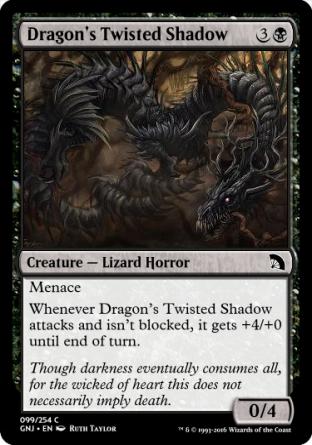 Dragon's Twisted Shadow 3
Creature — Lizard Horror
Menace
Whenever Dragon's Twisted Shadow
attacks and isn't blocked, it gets +4/+0
until end of turn.
Though darkness eventually consumes all,
for the wicked of heart this does not
necessarily imply death.
0/4
099/254 C
GNJ • EN Ruth Taylor
™ & © 1993-2016 Wizards of the Coast